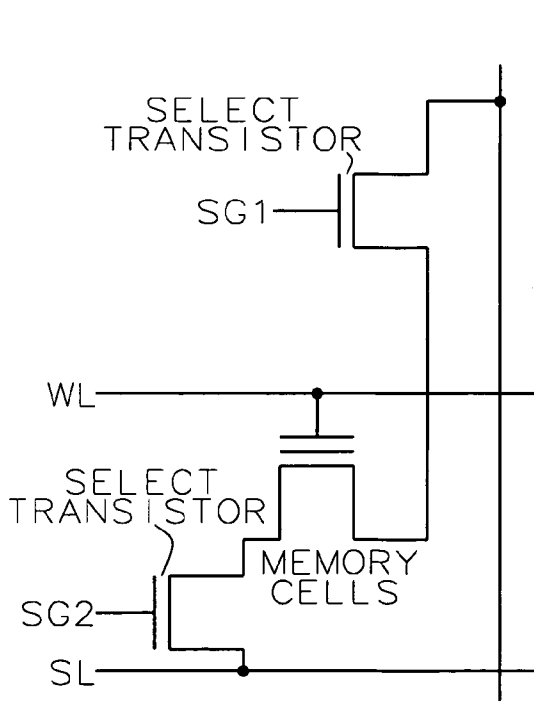 SELECT
TRANSISTOR
SG1
WL
SELECT
TRANSISTOR
MEMORY
CELLS
SG2
SL